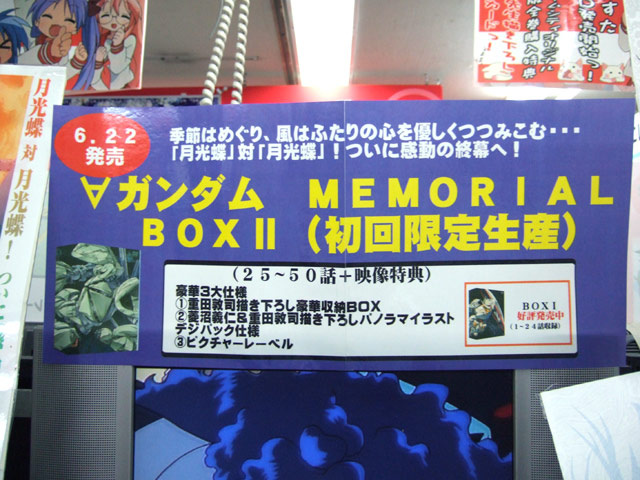 6.22
発売
季節はめぐり、風はふたりの心を優しくつつみこむ・・・
「月光蝶」対「月光蝶」！ついに感動の終幕へ！
∀ガンダム MEMORIAL
BOXⅡ（初回限定生産）
（25~50話＋映像特典）
豪華3大仕様
①重田敦司描き下ろし豪華収納BOX
②菱沼義仁&重田敦司描き下ろしパノラマイラスト
デジパック仕様
③ピクチャーレーベル
BOXⅠ
好評発売中
（1~24話収録）
月光蝶 対 月光蝶！